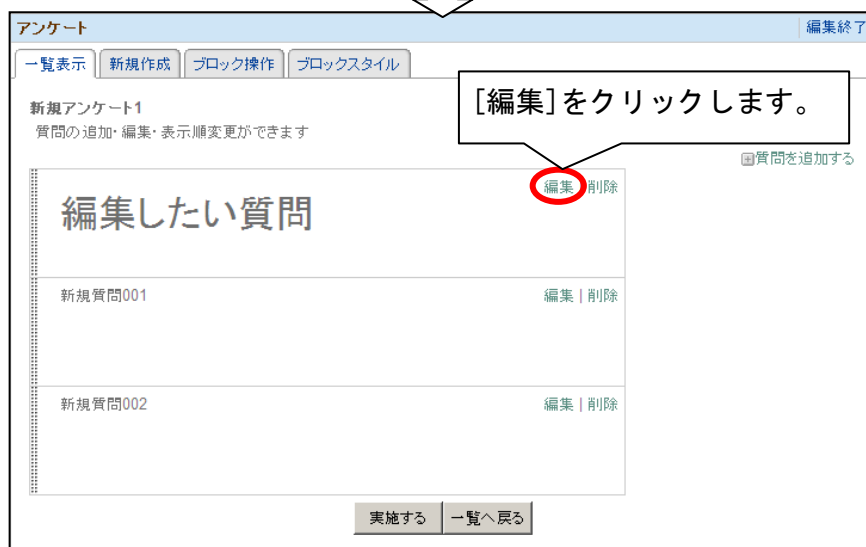 アンケート
編集終了
一覧表示 新規作成 ブロック操作 ブロックスタイル
[編集]をクリックします。
新規アンケート1
質問の追加・編集・表示順変更ができます
質問を追加する
編集 削除
編集したい質問
新規質問001
編集 | 削除
新規質問002
編集 | 削除
実施する 一覧へ戻る